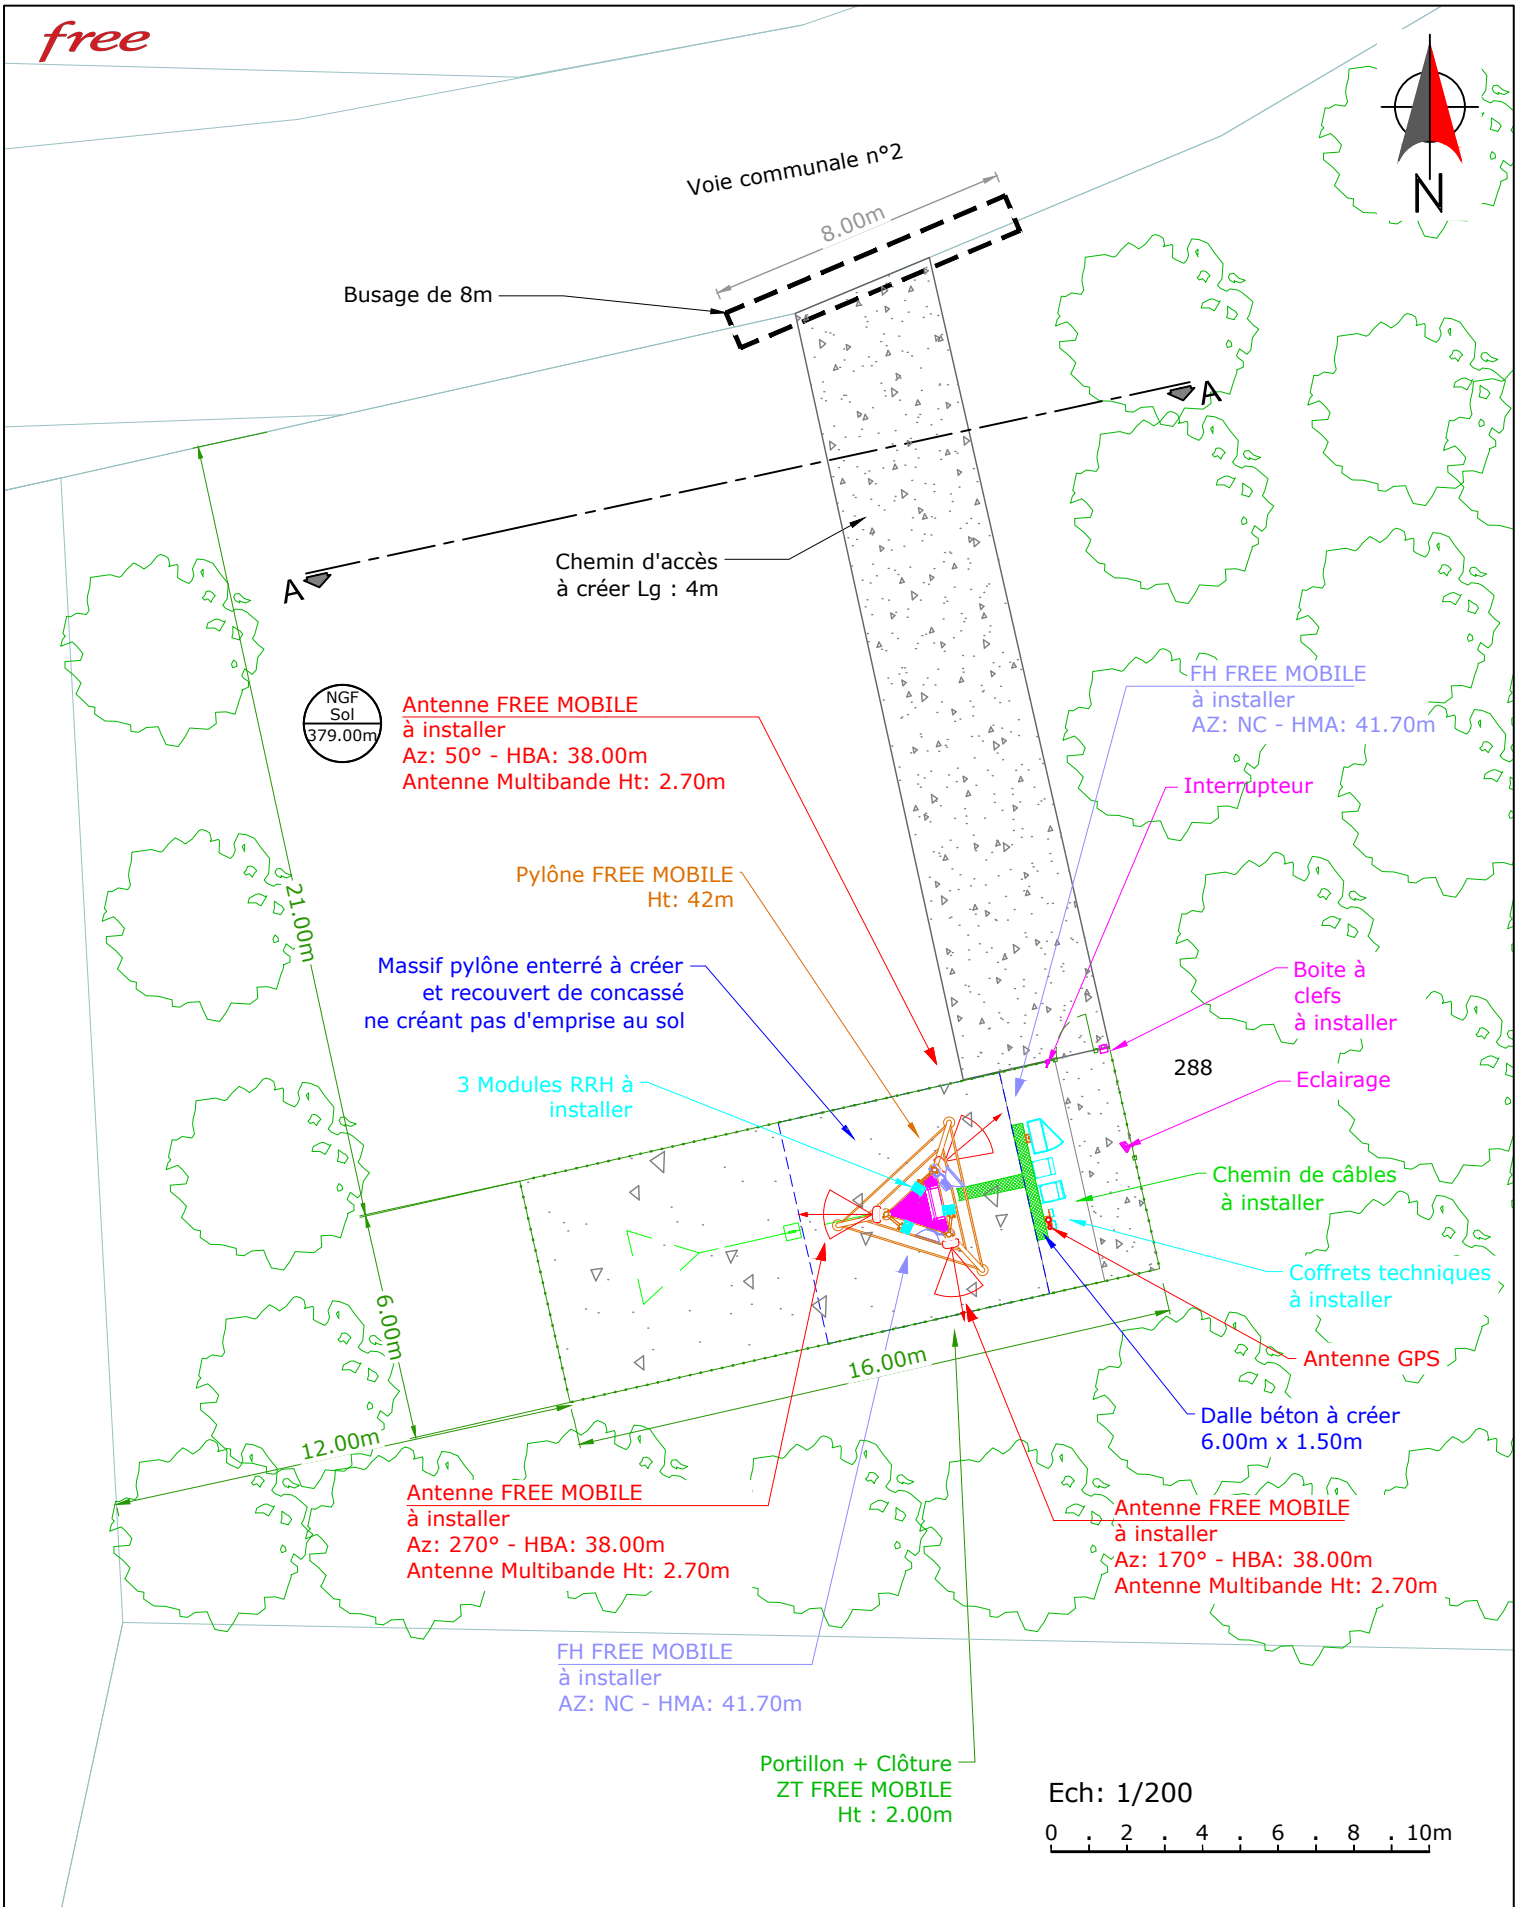 free
N
Voie communale n°2
8.00m
Busage de 8m
A
A
Chemin d'accès
à créer Lg : 4m
NGF
Sol
379.00m
Antenne FREE MOBILE
à installer
Az: 50° - HBA: 38.00m
Antenne Multibande Ht: 2.70m
FH FREE MOBILE
à installer
AZ: NC - HMA: 41.70m
Interrupteur
Pylône FREE MOBILE
Ht: 42m
21.00m
Massif pylône enterré à créer
et recouvert de concassé
ne créant pas d'emprise au sol
Boite à
clefs
à installer
288
3 Modules RRH à
installer
Eclairage
Chemin de câbles
à installer
Coffrets techniques
à installer
6.00m
16.00m
Antenne GPS
12.00m
Dalle béton à créer
6.00m x 1.50m
Antenne FREE MOBILE
à installer
Az: 270° - HBA: 38.00m
Antenne Multibande Ht: 2.70m
Antenne FREE MOBILE
à installer
Az: 170° - HBA: 38.00m
Antenne Multibande Ht: 2.70m
FH FREE MOBILE
à installer
AZ: NC - HMA: 41.70m
Portillon + Clôture
ZT FREE MOBILE
Ht : 2.00m
Ech: 1/200
0 . 2 . 4 . 6 . 8 . 10m